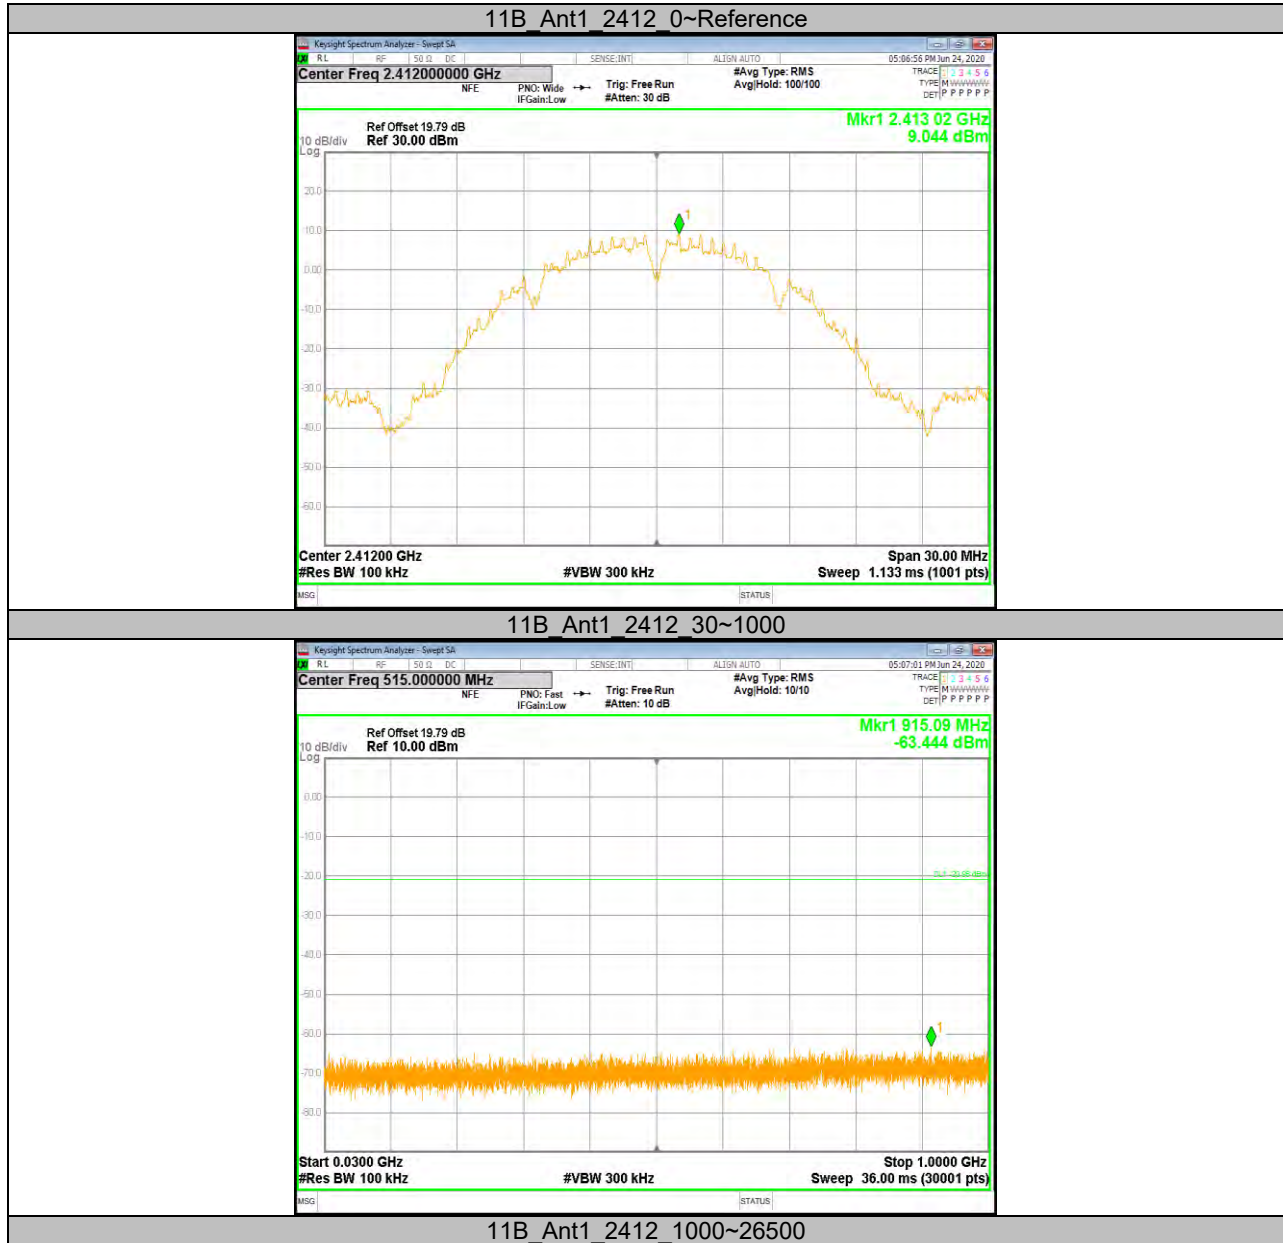 11B_Ant1_2412_0~Reference
Keysight Spectrum Analyzer - Swept SA
RL RF 50 Ω DC SENSE:INT ALIGN AUTO 05:06:56 PM Jun 24, 2020
Center Freq 2.412000000 GHz #Avg Type: RMS TRACE 1 2 3 4 5 6
NFE PNO: Wide Trig: Free Run Avg|Hold: 100/100 TYPE M WWWWW
IFGain:Low #Atten: 30 dB DET P P P P P P
Mkr1 2.413 02 GHz
9.044 dBm
Ref Offset 19.79 dB
10 dB/div Ref 30.00 dBm
Log
20.0
1
10.0
0.00
-10.0
-20.0
-30.0
-40.0
-50.0
-60.0
Center 2.41200 GHz Span 30.00 MHz
#Res BW 100 kHz #VBW 300 kHz Sweep 1.133 ms (1001 pts)
MSG STATUS
11B_Ant1_2412_30~1000
Keysight Spectrum Analyzer - Swept SA
RL RF 50 Ω DC SENSE:INT ALIGN AUTO 05:07:01 PM Jun 24, 2020
Center Freq 515.000000 MHz #Avg Type: RMS TRACE 1 2 3 4 5 6
NFE PNO: Fast Trig: Free Run Avg|Hold: 10/10 TYPE M WWWWW
IFGain:Low #Atten: 10 dB DET P P P P P P
Mkr1 915.09 MHz
-63.444 dBm
Ref Offset 19.79 dB
10 dB/div Ref 10.00 dBm
Log
0.00
-10.0
-20.0
-30.0
-40.0
-50.0
-60.0
1
-70.0
-80.0
Start 0.0300 GHz Stop 1.0000 GHz
#Res BW 100 kHz #VBW 300 kHz Sweep 36.00 ms (30001 pts)
MSG STATUS
11B_Ant1_2412_1000~26500